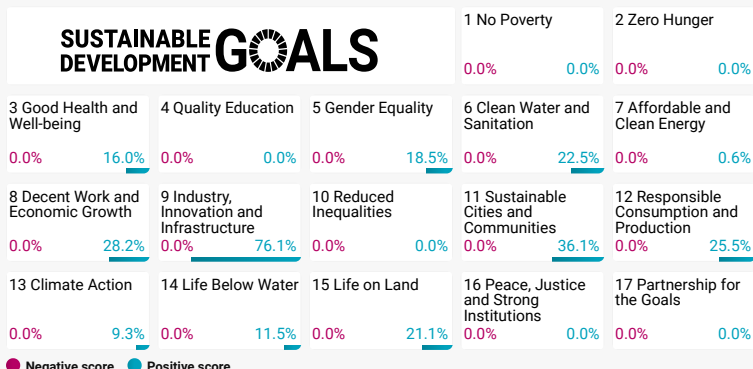 SUSTAINABLE
DEVELOPMENT
GOALS
1 No Poverty
0.0% 0.0%
2 Zero Hunger
0.0% 0.0%
3 Good Health and
Well-being
0.0% 16.0%
4 Quality Education
0.0% 0.0%
5 Gender Equality
0.0% 18.5%
6 Clean Water and
Sanitation
0.0% 22.5%
7 Affordable and
Clean Energy
0.0% 0.6%
8 Decent Work and
Economic Growth
0.0% 28.2%
9 Industry,
Innovation and
Infrastructure
0.0% 76.1%
10 Reduced
Inequalities
0.0% 0.0%
11 Sustainable
Cities and
Communities
0.0% 36.1%
12 Responsible
Consumption and
Production
0.0% 25.5%
13 Climate Action
0.0% 9.3%
14 Life Below Water
0.0% 11.5%
15 Life on Land
0.0% 21.1%
16 Peace, Justice
and Strong
Institutions
0.0% 0.0%
17 Partnership for
the Goals
0.0% 0.0%
Negative score Positive score